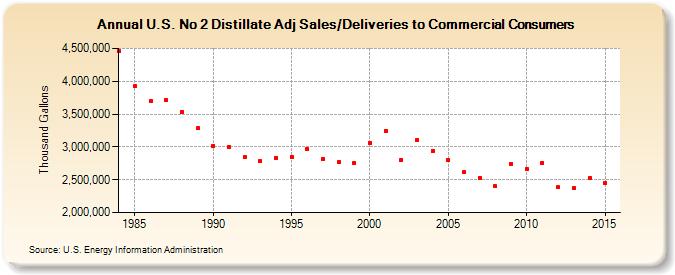 Annual U.S. No 2 Distillate Adj Sales/Deliveries to Commercial Consumers
Thousand Gallons
4,500,000
4,000,000
3,500,000
3,000,000
2,500,000
2,000,000
1985 1990 1995 2000 2005 2010 2015
Source: U.S. Energy Information Administration